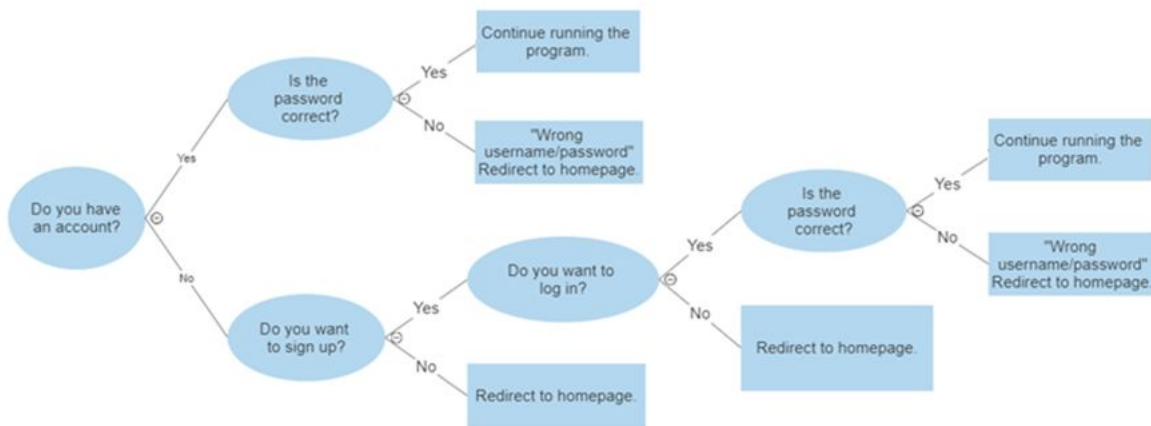 Do you have
an account?
Yes
Is the
password
correct?
Yes
Continue running the
program.
No
"Wrong
username/password"
Redirect to homepage.
No
Do you want
to sign up?
Yes
Do you want to
log in?
Yes
Is the
password
correct?
Yes
Continue running the
program.
No
"Wrong
username/password"
Redirect to homepage.
No
Redirect to homepage.
No
Redirect to homepage.